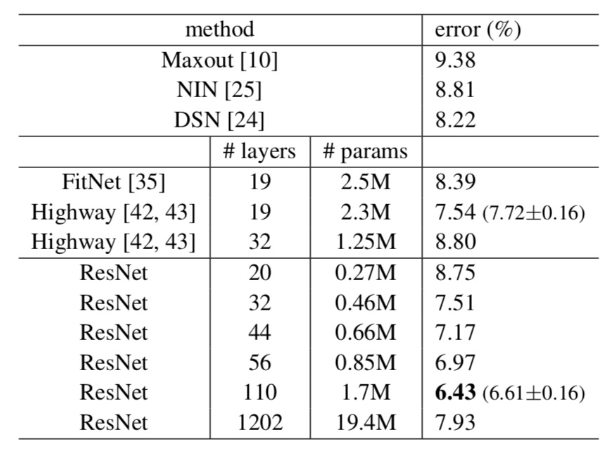 method error (%)
Maxout [10] 9.38
NIN [25] 8.81
DSN [24] 8.22
# layers # params
FitNet [35] 19 2.5M 8.39
Highway [42, 43] 19 2.3M 7.54 (7.72±0.16)
Highway [42, 43] 32 1.25M 8.80
ResNet 20 0.27M 8.75
ResNet 32 0.46M 7.51
ResNet 44 0.66M 7.17
ResNet 56 0.85M 6.97
ResNet 110 1.7M 6.43 (6.61±0.16)
ResNet 1202 19.4M 7.93